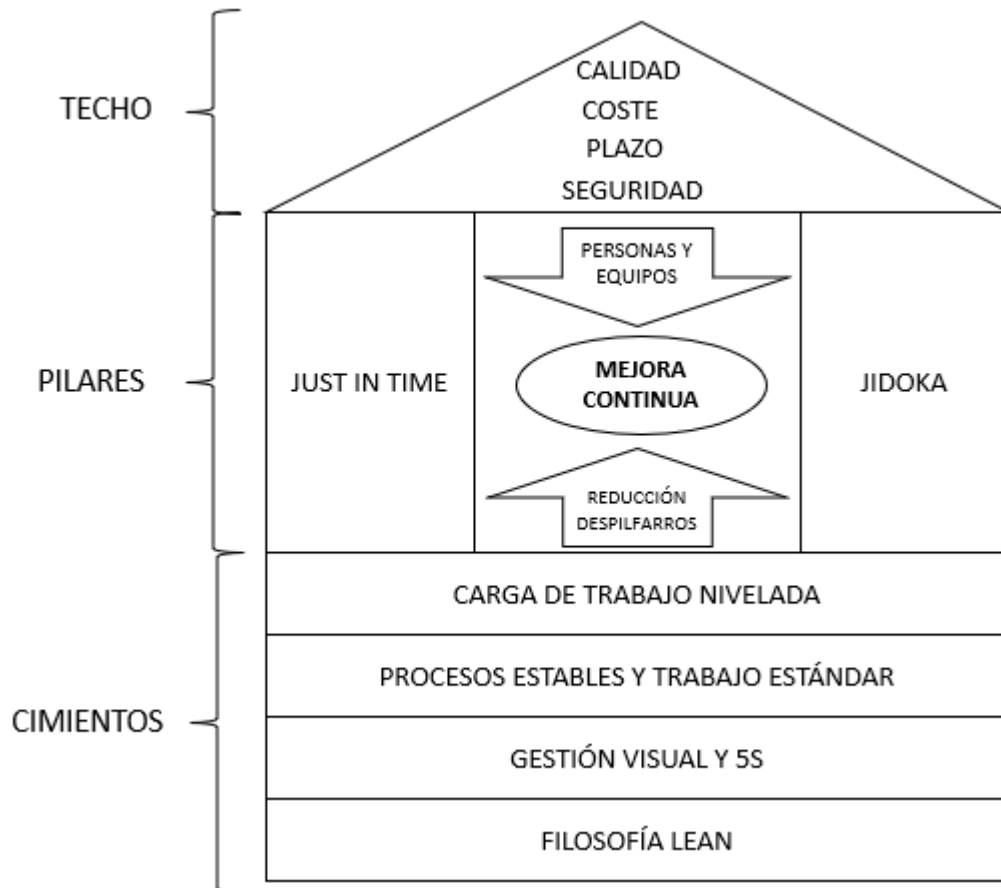 TECHO
CALIDAD
COSTE
PLAZO
SEGURIDAD
PILARES
JUST IN TIME
PERSONAS Y
EQUIPOS
MEJORA
CONTINUA
REDUCCIÓN
DESPILFARROS
JIDOKA
CIMIENTOS
CARGA DE TRABAJO NIVELADA
PROCESOS ESTABLES Y TRABAJO ESTÁNDAR
GESTIÓN VISUAL Y 5S
FILOSOFÍA LEAN